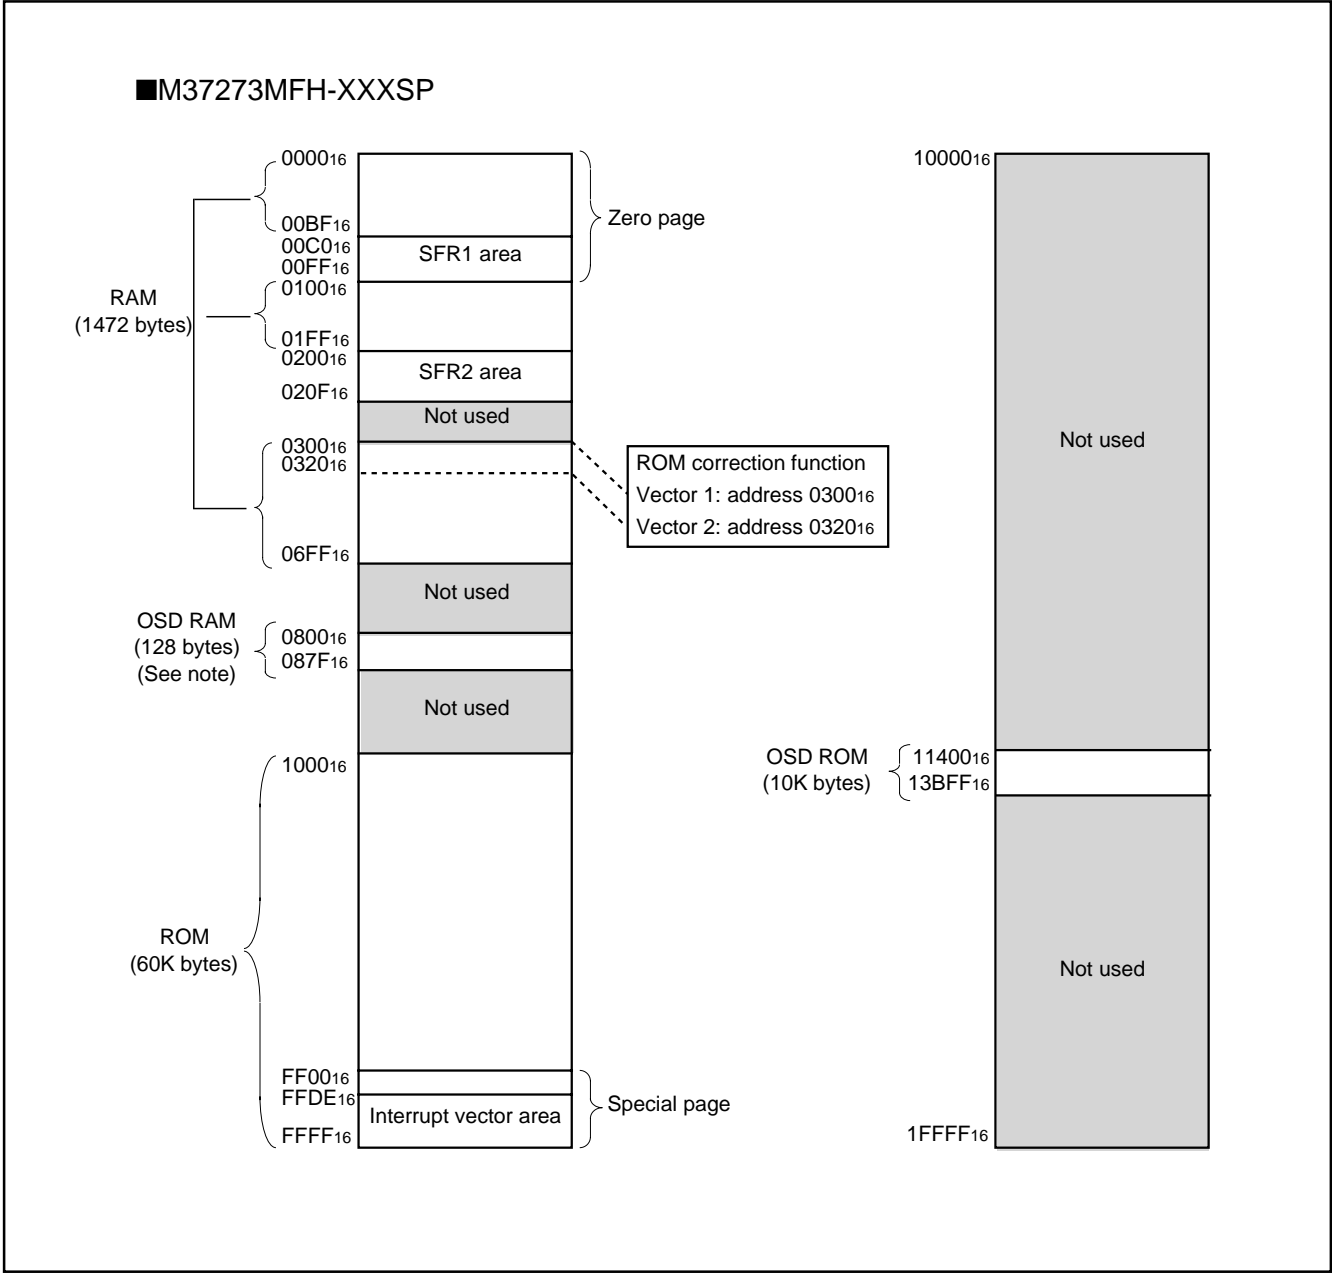 ■M37273MFH-XXXSP
000016
00BF16
00C016
00FF16
010016
01FF16
020016
020F16
030016
032016
06FF16
080016
087F16
100016
FF0016
FFDE16
FFFF16
RAM
(1472 bytes)
OSD RAM
(128 bytes)
(See note)
ROM
(60K bytes)
SFR1 area
SFR2 area
Not used
Not used
Not used
Interrupt vector area
Zero page
ROM correction function
Vector 1: address 030016
Vector 2: address 032016
Special page
1000016
Not used
OSD ROM
(10K bytes)
1140016
13BFF16
Not used
1FFFF16